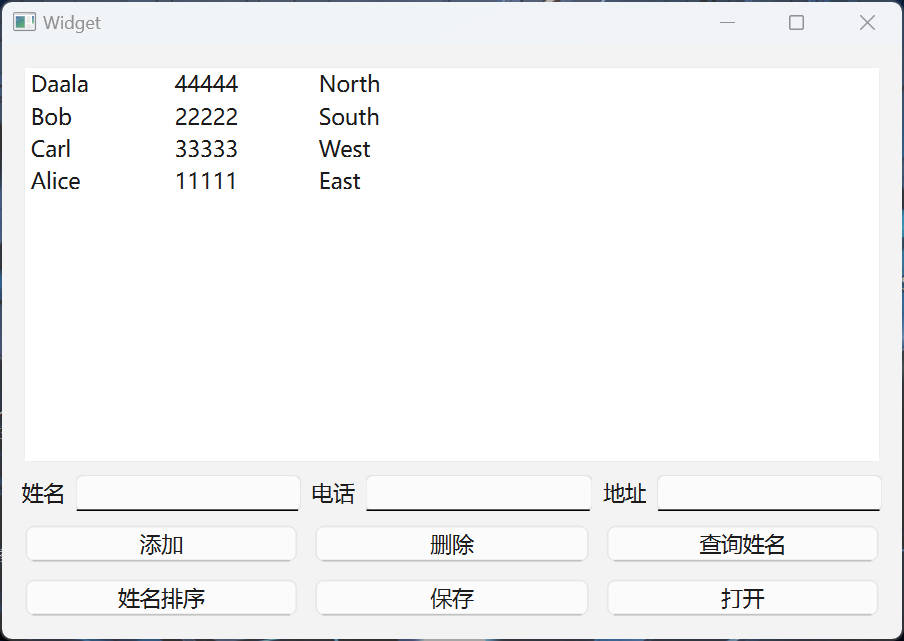 Widget
Daala 44444 North
Bob 22222 South
Carl 33333 West
Alice 11111 East
姓名 电话 地址
添加 删除 查询姓名
姓名排序 保存 打开